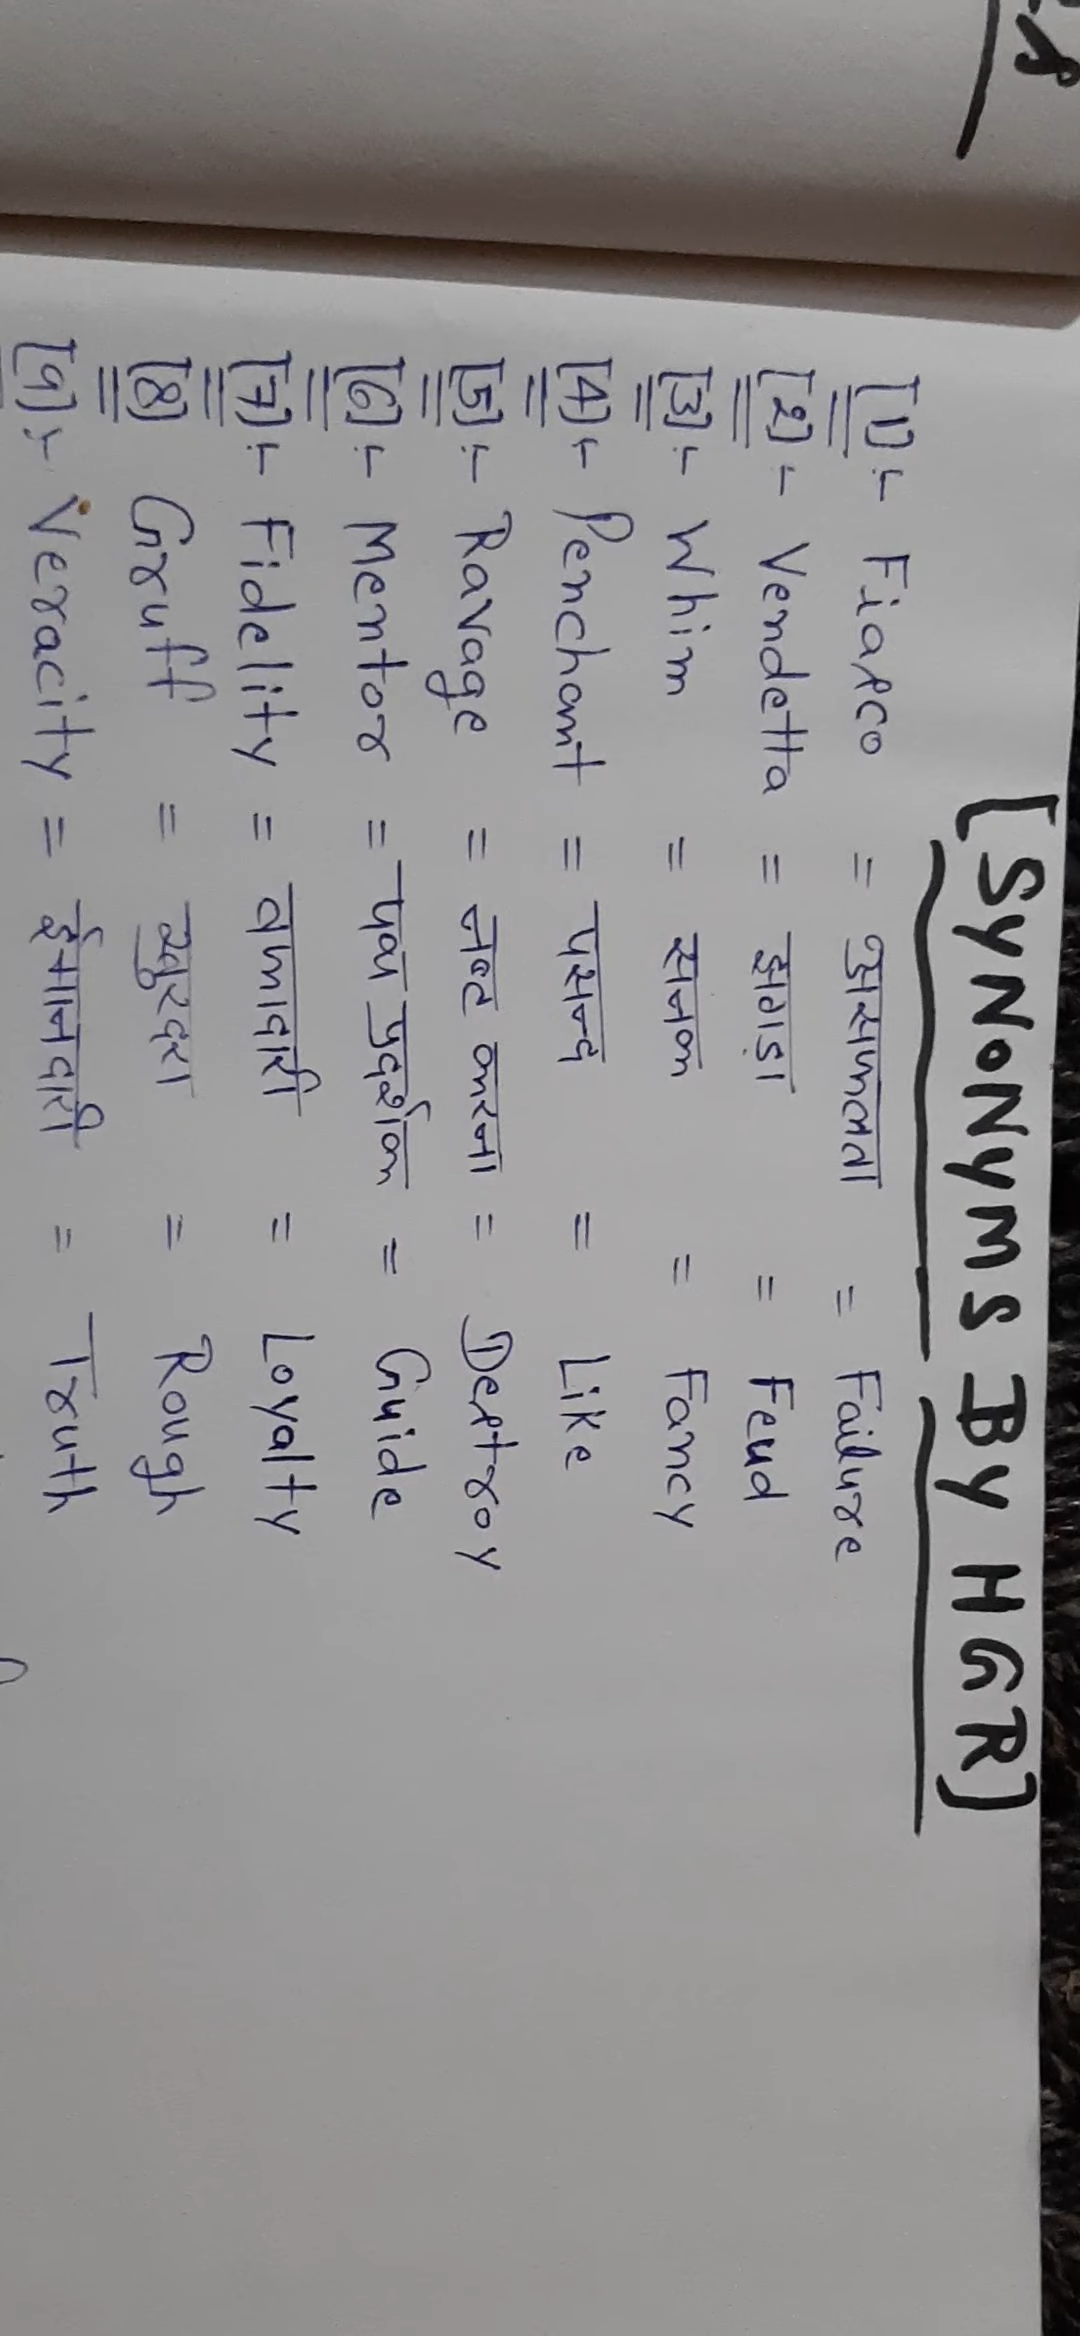 [SYNONYMS BY HGR]
[1]:- Fiasco = असफलता = Failure
[2]:- Vendetta = झगड़ा = Feud
[3]:- Whim = सनक = Fancy
[4]:- Penchant = पसन्द = Like
[5]:- Ravage = नष्ट करना = Destroy
[6]:- Mentor = पथ प्रदर्शक = Guide
[7]:- Fidelity = वफादारी = Loyalty
[8] Gruff = खुरदरा = Rough
[9]:- Veracity = ईमानदारी = Truth